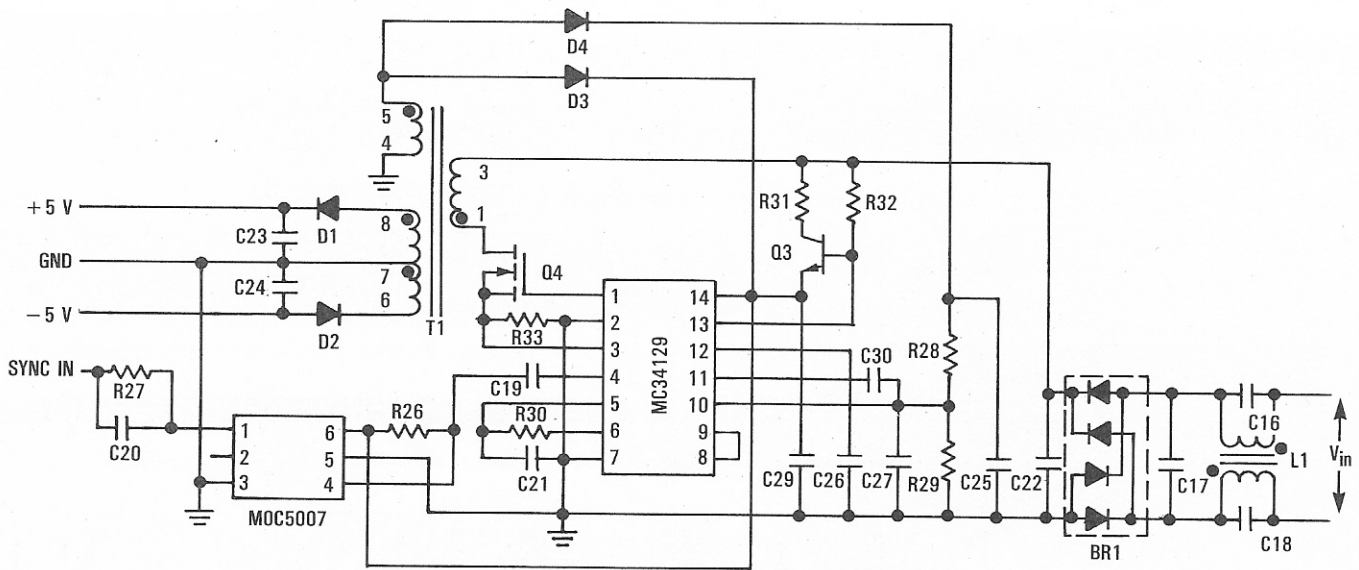 D4
D3
5
4
3
1
+5 V
C23
D1
8
R31
R32
GND
Q3
C24
7
6
Q4
-5 V
D2
T1
R33
1
2
3
4
5
6
7
MC34129
14
13
12
11
10
9
8
C30
R28
SYNC IN
R27
C19
C20
R26
R30
C21
1
2
3
6
5
4
MOC5007
C29
C26
C27
R29
C25
C22
BR1
C17
C16
L1
C18
Vin